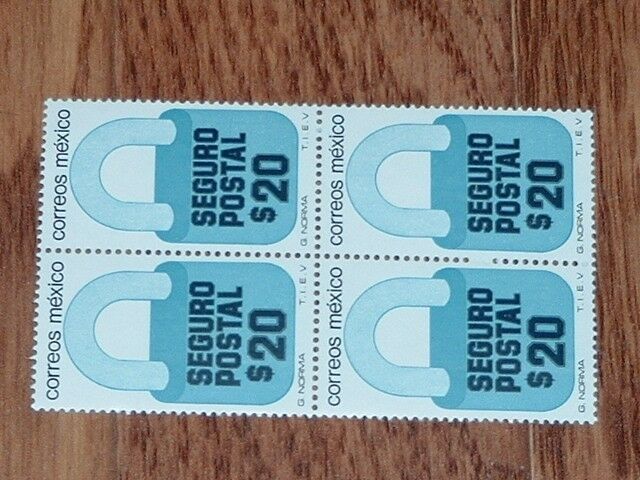 correos méxico
SEGURO
POSTAL
$20
G. NORMA T.I.E.V.
correos méxico
SEGURO
POSTAL
$20
G. NORMA T.I.E.V.
correos méxico
SEGURO
POSTAL
$20
G. NORMA T.I.E.V.
correos méxico
SEGURO
POSTAL
$20
G. NORMA T.I.E.V.